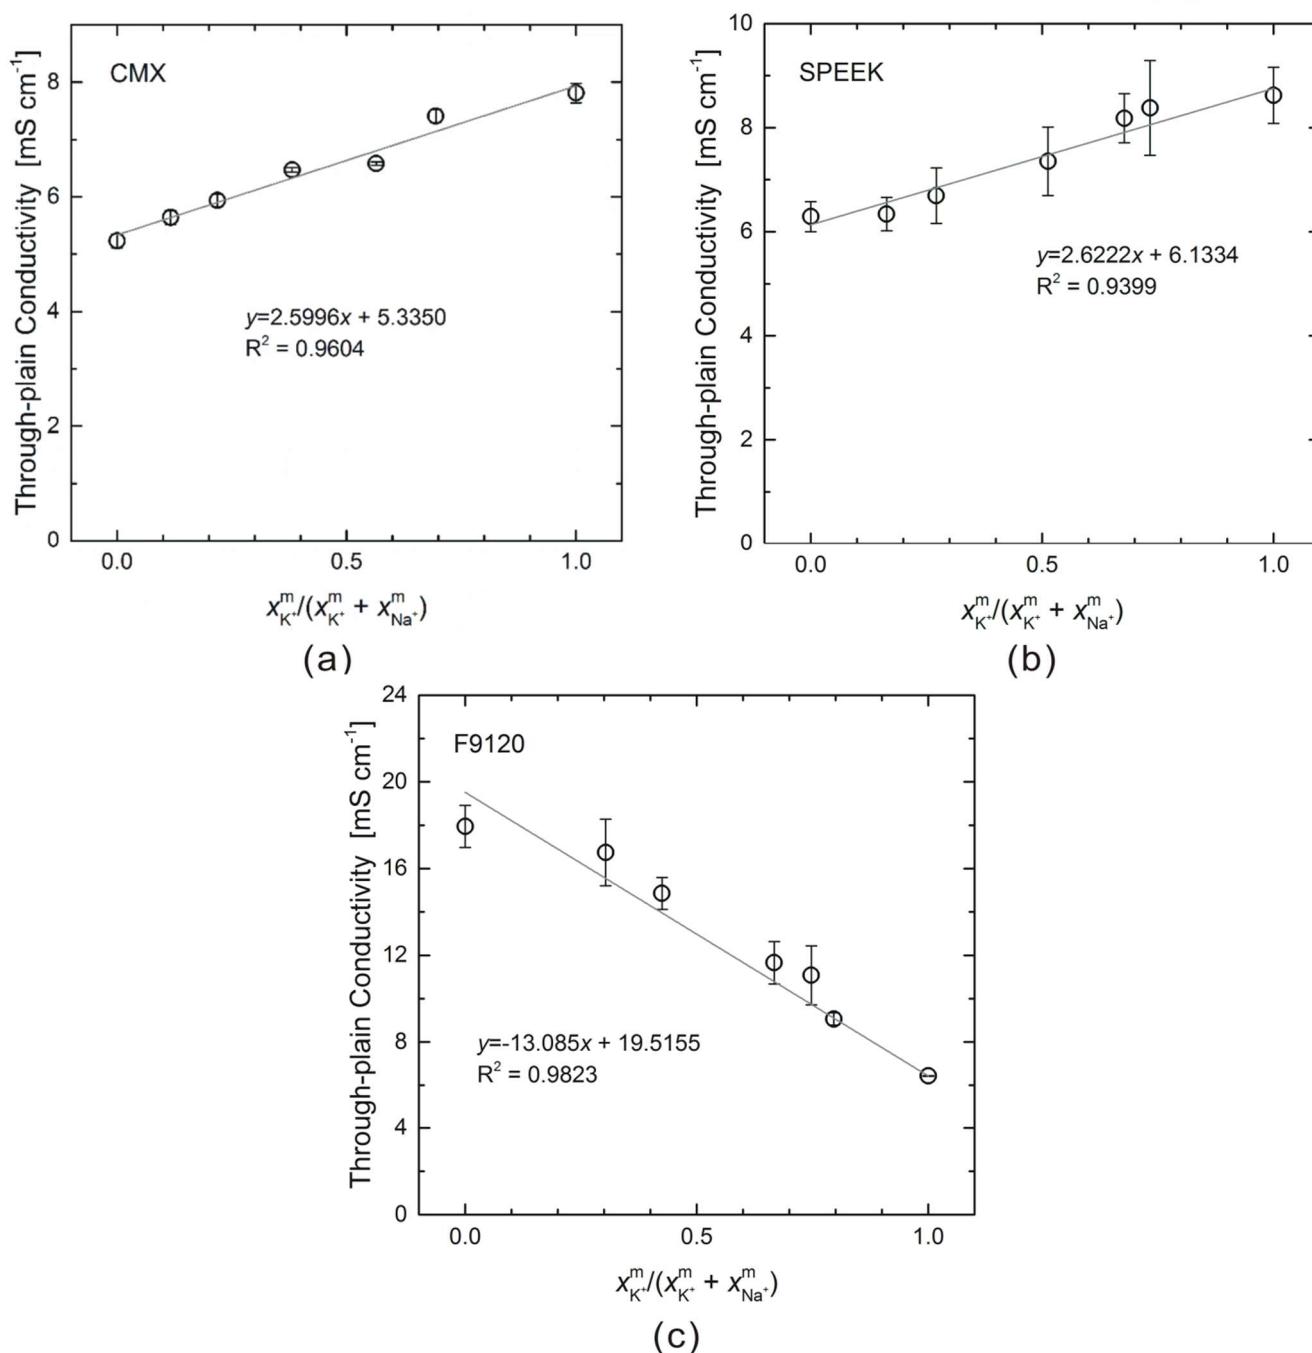 CMX
Through-plain Conductivity [mS cm⁻¹]
8
6
4
2
0
y=2.5996x + 5.3350
R² = 0.9604
0.0 0.5 1.0
xᵐK⁺/(xᵐK⁺ + xᵐNa⁺)
(a)
SPEEK
Through-plain Conductivity [mS cm⁻¹]
10
8
6
4
2
0
y=2.6222x + 6.1334
R² = 0.9399
0.0 0.5 1.0
xᵐK⁺/(xᵐK⁺ + xᵐNa⁺)
(b)
F9120
Through-plain Conductivity [mS cm⁻¹]
24
20
16
12
8
4
0
y=-13.085x + 19.5155
R² = 0.9823
0.0 0.5 1.0
xᵐK⁺/(xᵐK⁺ + xᵐNa⁺)
(c)